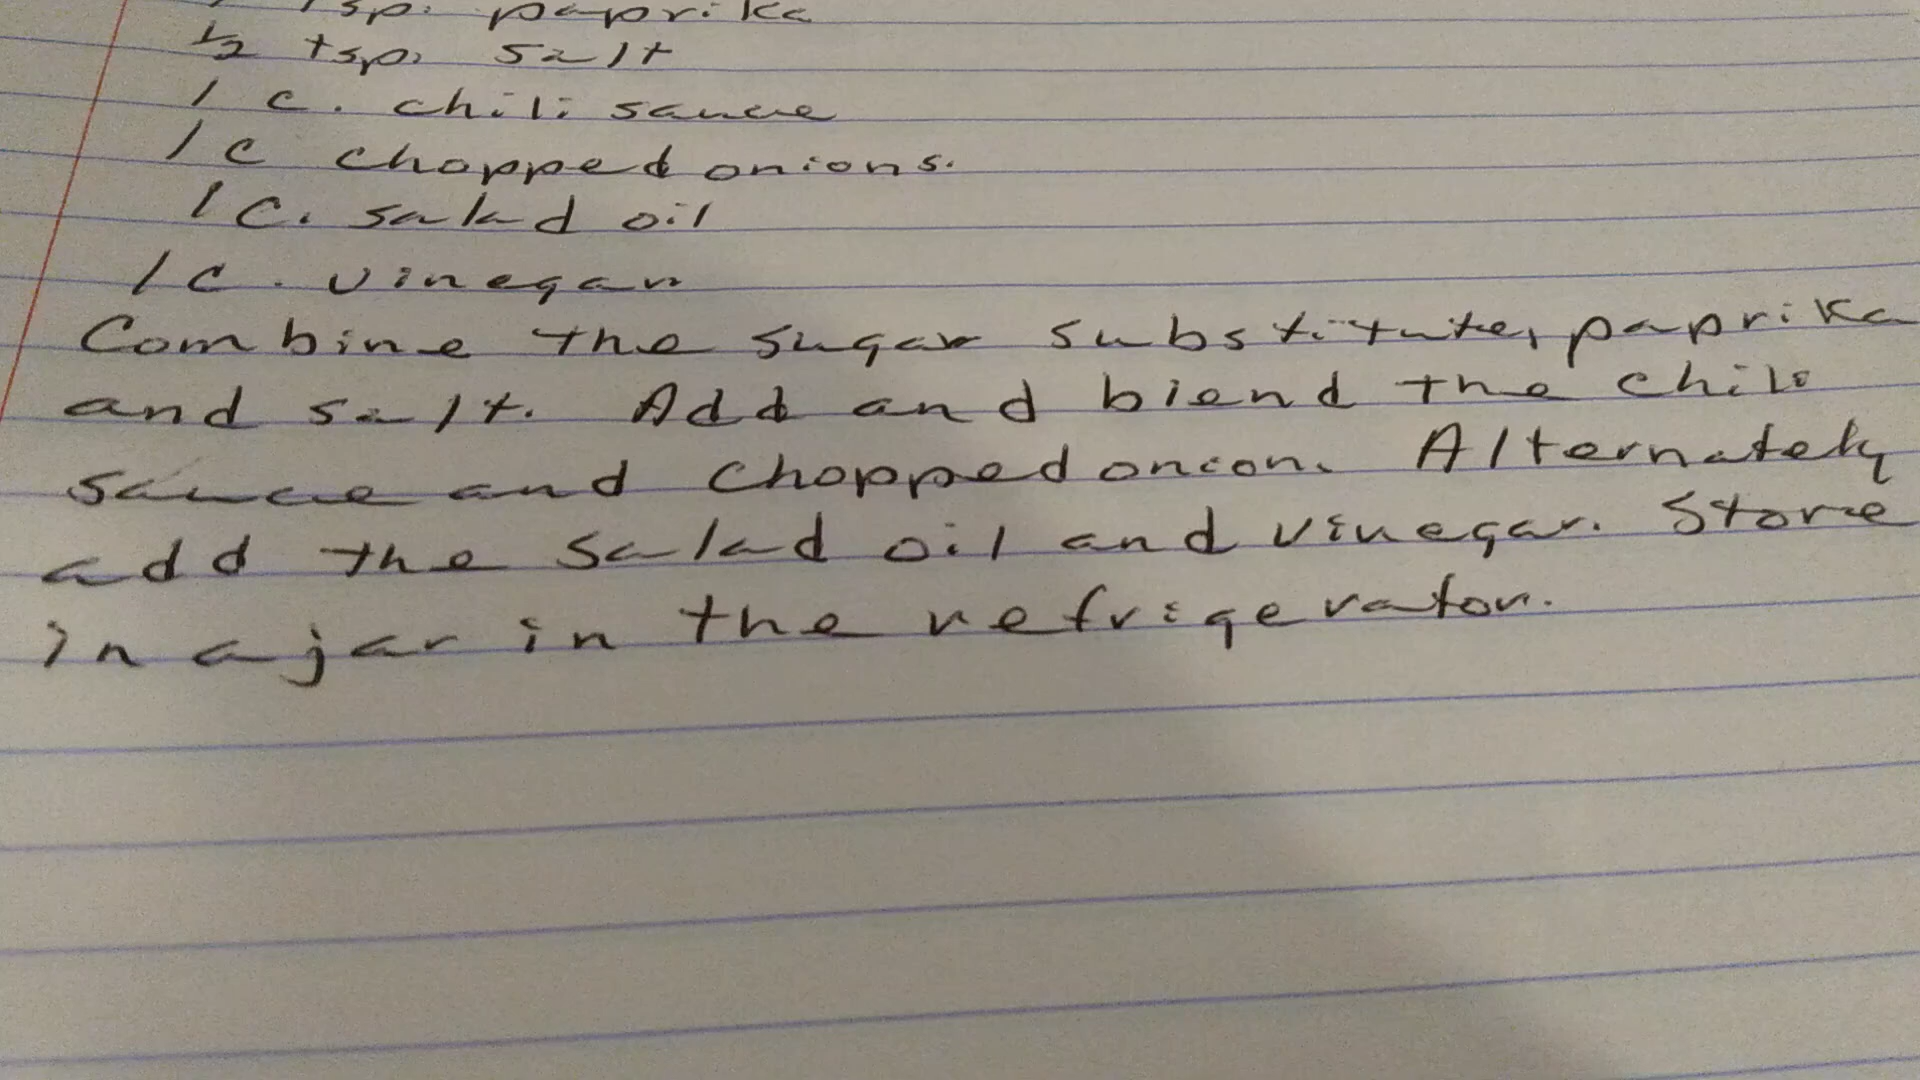 tsp. paprika
1/2 tsp. salt
1 c. chili sauce
1 c chopped onions.
1 c. salad oil
1 c. vinegar
Combine the sugar substitute, paprika
and salt. Add and blend the chili
sauce and chopped onion. Alternately
add the salad oil and vinegar. Store
in a jar in the refrigerator.